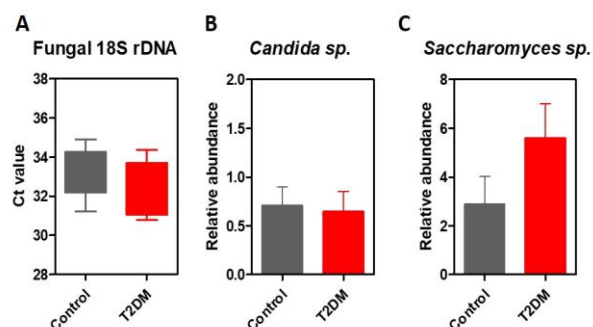 A
Fungal 18S rDNA
Ct value
38
36
34
33
32
31
30
28
Control
T2DM
B
Candida sp.
Relative abundance
2.0
1.5
1.0
0.5
0.0
Control
T2DM
C
Saccharomyces sp.
Relative abundance
8
6
4
2
0
Control
T2DM